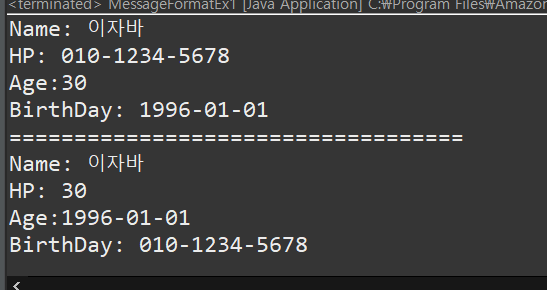 <terminated> MessageFormatEx1 [Java Application] C:₩Program Files₩Amazon
Name: 이자바
HP: 010-1234-5678
Age:30
BirthDay: 1996-01-01
===================================
Name: 이자바
HP: 30
Age:1996-01-01
BirthDay: 010-1234-5678